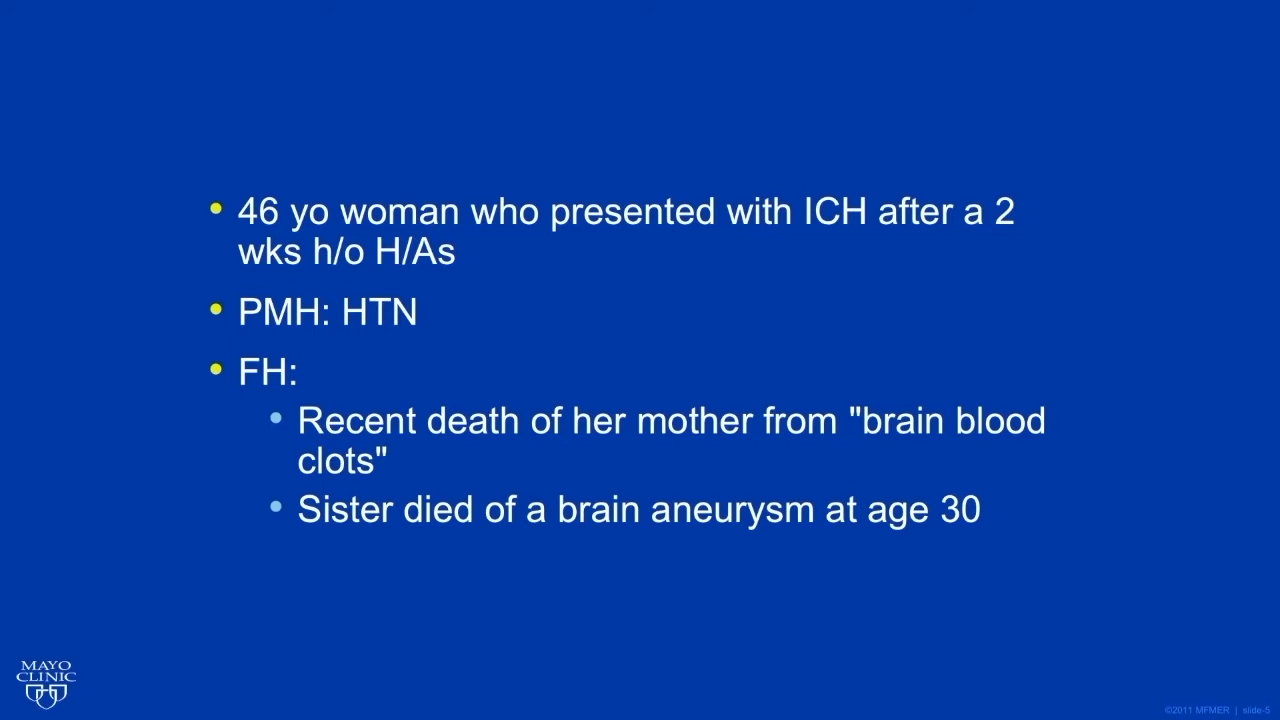 46 yo woman who presented with ICH after a 2
wks h/o H/As
PMH: HTN
FH:
Recent death of her mother from "brain blood
clots"
Sister died of a brain aneurysm at age 30
MAYO
CLINIC
©2011 MFMER | slide-5